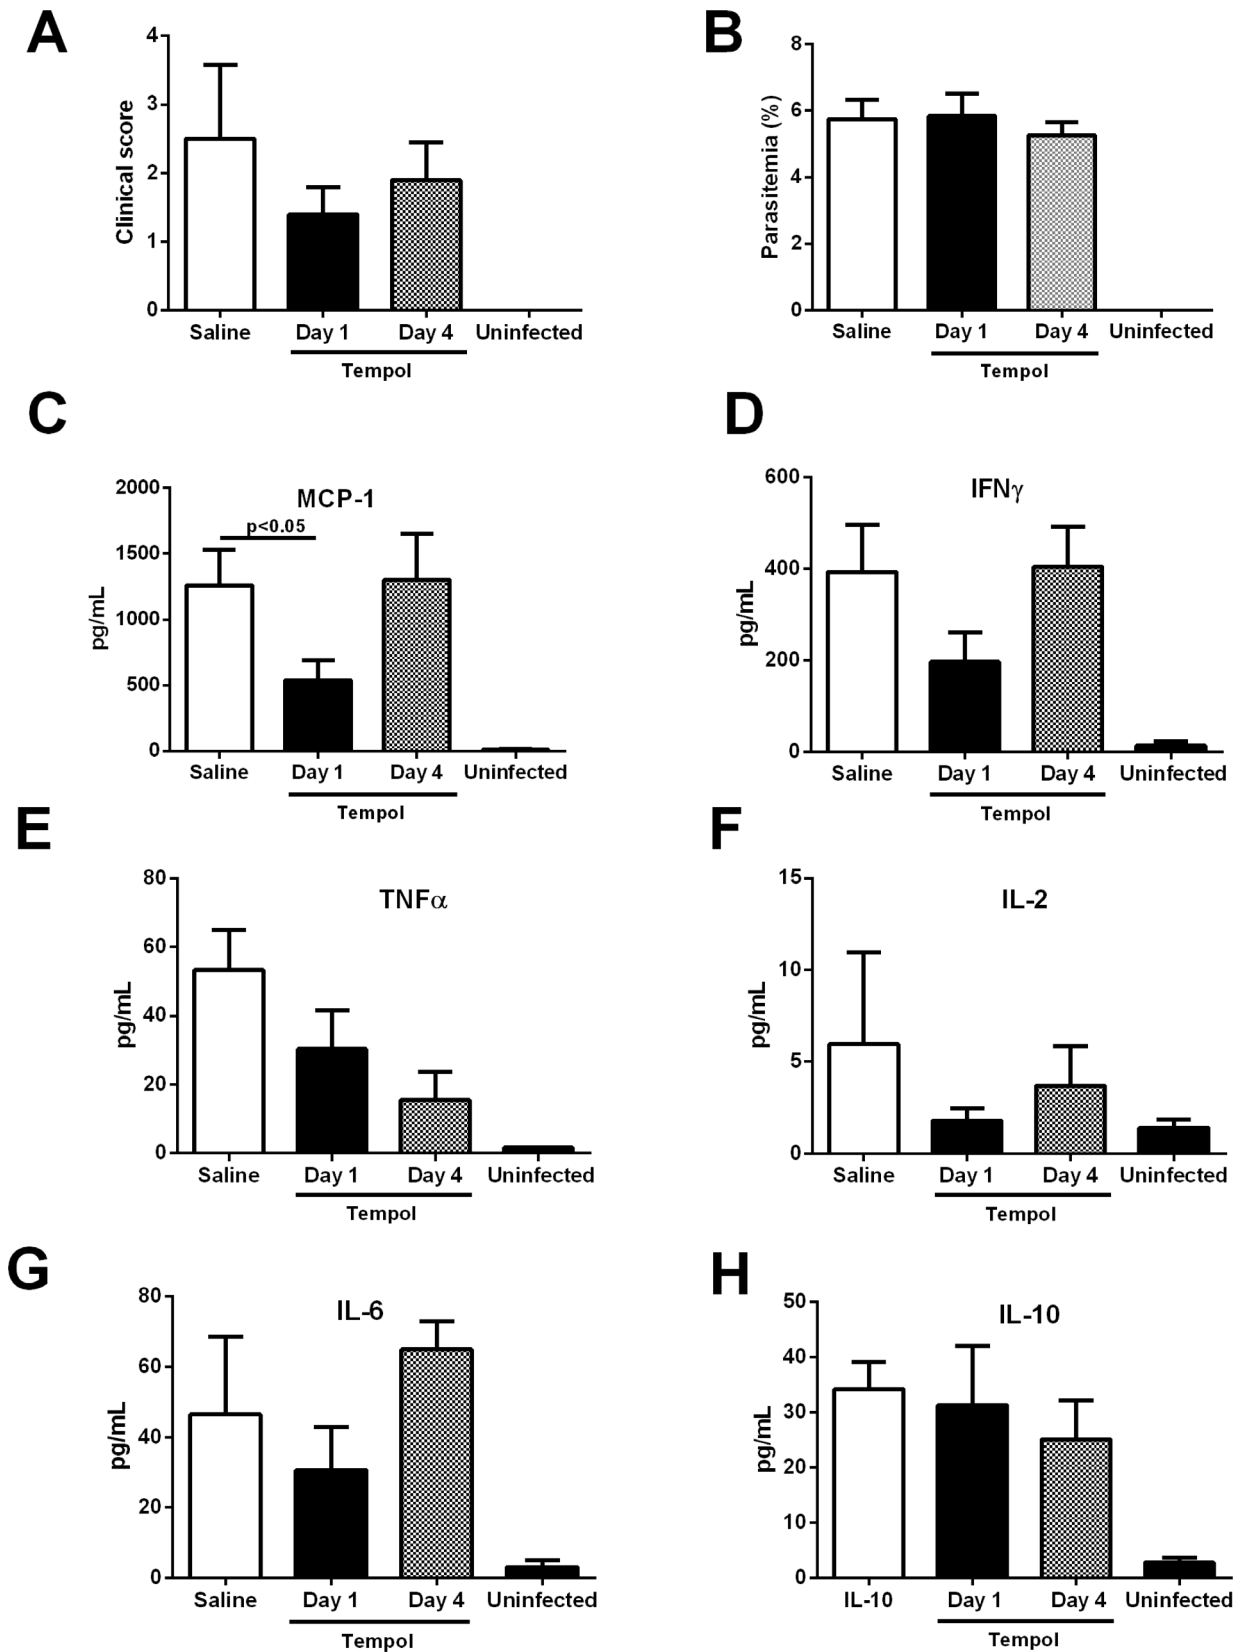 A
4
3
2
1
0
Clinical score
Saline Day 1 Day 4 Uninfected
Tempol
B
8
6
4
2
0
Parasitemia (%)
Saline Day 1 Day 4 Uninfected
Tempol
C
MCP-1
p<0.05
2000
1500
1000
500
0
pg/mL
Saline Day 1 Day 4 Uninfected
Tempol
D
IFNγ
600
400
200
0
pg/mL
Saline Day 1 Day 4 Uninfected
Tempol
E
TNFα
80
60
40
20
0
pg/mL
Saline Day 1 Day 4 Uninfected
Tempol
F
IL-2
15
10
5
0
pg/mL
Saline Day 1 Day 4 Uninfected
Tempol
G
IL-6
80
60
40
20
0
pg/mL
Saline Day 1 Day 4 Uninfected
Tempol
H
IL-10
50
40
30
20
10
0
pg/mL
IL-10 Day 1 Day 4 Uninfected
Tempol